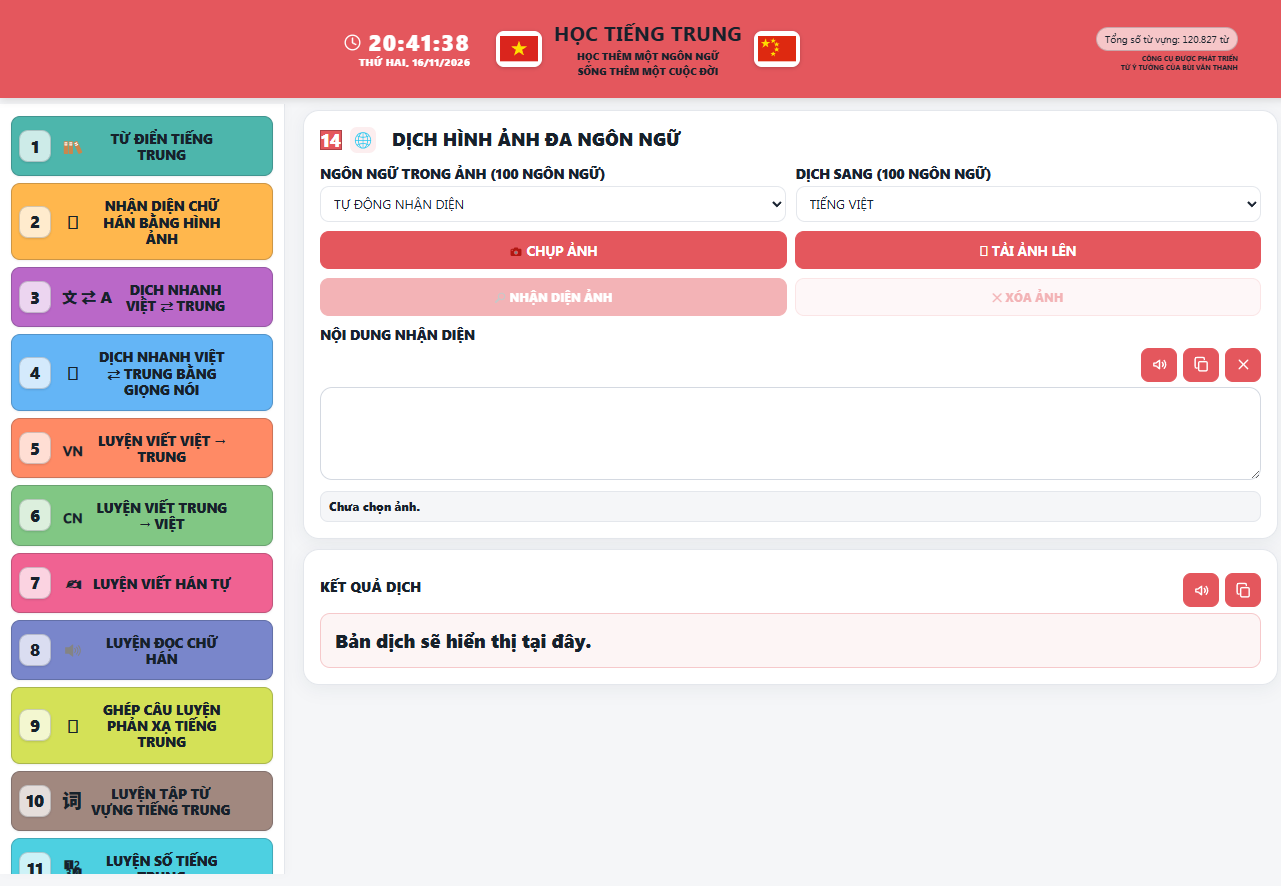 20:41:38
THỨ HAI, 16/11/2026
HỌC TIẾNG TRUNG
HỌC THÊM MỘT NGÔN NGỮ
SỐNG THÊM MỘT CUỘC ĐỜI
Tổng số từ vựng: 120.827 từ
CÔNG CỤ ĐƯỢC PHÁT TRIỂN
TỪ Ý TƯỞNG CỦA BÙI VĂN THANH
1
TỪ ĐIỂN TIẾNG
TRUNG
2
NHẬN DIỆN CHỮ
HÁN BẰNG HÌNH
ẢNH
3 文 ⇄ A
DỊCH NHANH
VIỆT ⇄ TRUNG
4
DỊCH NHANH VIỆT
⇄ TRUNG BẰNG
GIỌNG NÓI
5 VN
LUYỆN VIẾT VIỆT →
TRUNG
6 CN
LUYỆN VIẾT TRUNG
→ VIỆT
7 LUYỆN VIẾT HÁN TỰ
8
LUYỆN ĐỌC CHỮ
HÁN
9
GHÉP CÂU LUYỆN
PHẢN XẠ TIẾNG
TRUNG
10 词
LUYỆN TẬP TỪ
VỰNG TIẾNG TRUNG
11
LUYỆN SỐ TIẾNG
TRUNG
14 DỊCH HÌNH ẢNH ĐA NGÔN NGỮ
NGÔN NGỮ TRONG ẢNH (100 NGÔN NGỮ)
TỰ ĐỘNG NHẬN DIỆN
DỊCH SANG (100 NGÔN NGỮ)
TIẾNG VIỆT
CHỤP ẢNH
TẢI ẢNH LÊN
NHẬN DIỆN ẢNH
XÓA ẢNH
NỘI DUNG NHẬN DIỆN
Chưa chọn ảnh.
KẾT QUẢ DỊCH
Bản dịch sẽ hiển thị tại đây.